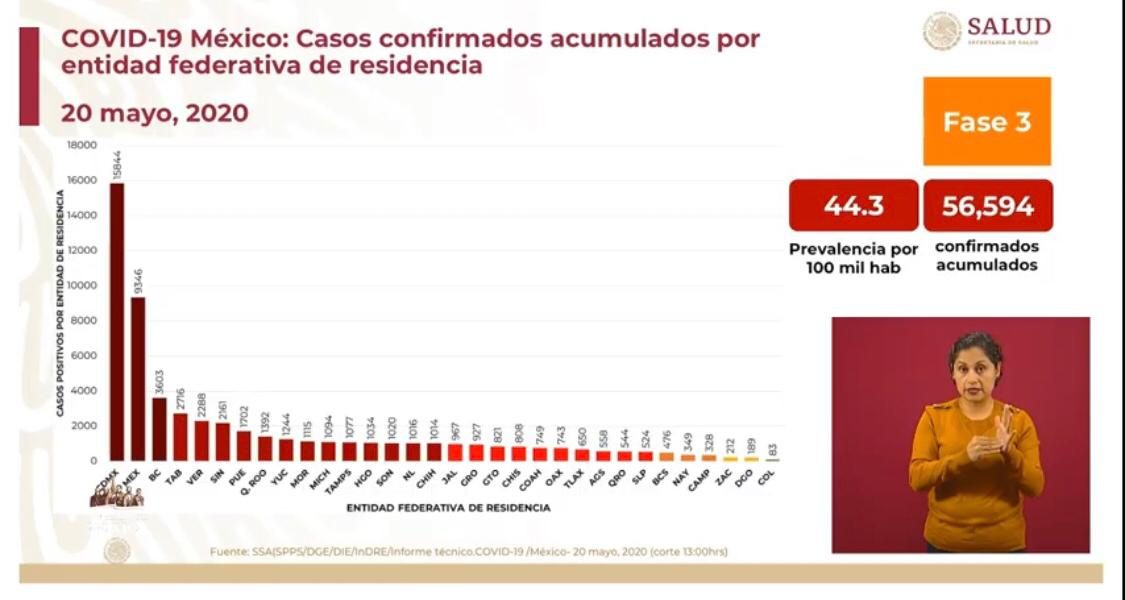 COVID-19 México: Casos confirmados acumulados por
entidad federativa de residencia
20 mayo, 2020
SALUD
SECRETARÍA DE SALUD
Fase 3
44.3
Prevalencia por
100 mil hab
56,594
confirmados
acumulados
CASOS POSITIVOS POR ENTIDAD DE RESIDENCIA
18000
16000
14000
12000
10000
8000
6000
4000
2000
0
15844 9346 3603 2716 2288 2161 1702 1392 1244 1115 1094 1077 1034 1020 1016 1014 967 927 821 808 749 743 650 558 544 524 476 349 328 212 189 83
CDMX MEX BC TAB VER SIN PUE Q. ROO YUC MOR MICH TAMPS HGO SON NL CHIH JAL GRO GTO CHIS COAH OAX TLAX AGS QRO SLP BCS NAY CAMP ZAC DGO COL
ENTIDAD FEDERATIVA DE RESIDENCIA
Fuente: SSA(SPPS/DGE/DIE/InDRE/Informe técnico.COVID-19 /México- 20 mayo, 2020 (corte 13:00hrs)